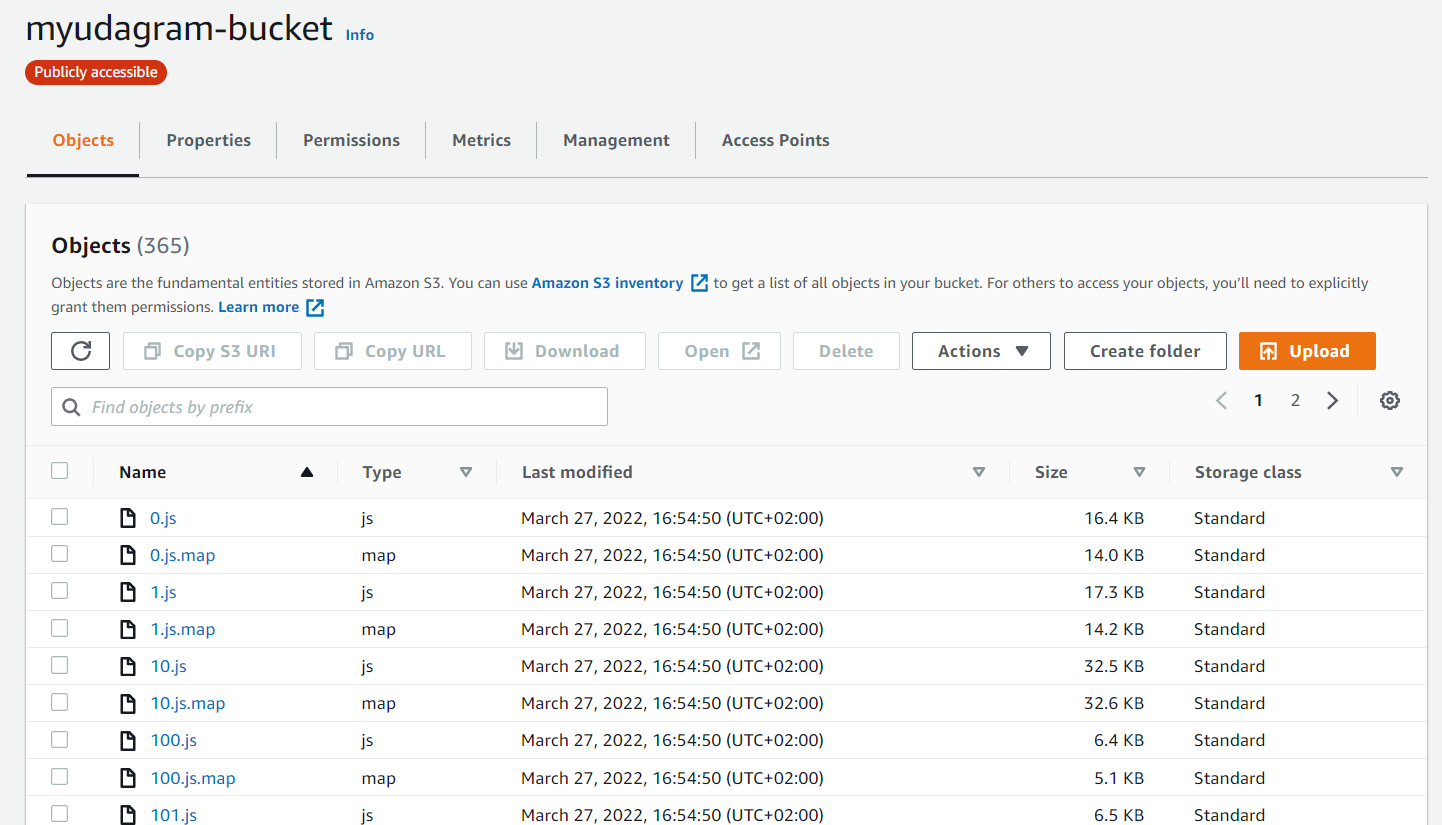 myudagram-bucket Info
Publicly accessible
Objects Properties Permissions Metrics Management Access Points
Objects (365)
Objects are the fundamental entities stored in Amazon S3. You can use Amazon S3 inventory to get a list of all objects in your bucket. For others to access your objects, you’ll need to explicitly
grant them permissions. Learn more
Copy S3 URI Copy URL Download Open Delete Actions Create folder Upload
Find objects by prefix
1 2
Name Type Last modified Size Storage class
0.js js March 27, 2022, 16:54:50 (UTC+02:00) 16.4 KB Standard
0.js.map map March 27, 2022, 16:54:50 (UTC+02:00) 14.0 KB Standard
1.js js March 27, 2022, 16:54:50 (UTC+02:00) 17.3 KB Standard
1.js.map map March 27, 2022, 16:54:50 (UTC+02:00) 14.2 KB Standard
10.js js March 27, 2022, 16:54:50 (UTC+02:00) 32.5 KB Standard
10.js.map map March 27, 2022, 16:54:50 (UTC+02:00) 32.6 KB Standard
100.js js March 27, 2022, 16:54:50 (UTC+02:00) 6.4 KB Standard
100.js.map map March 27, 2022, 16:54:50 (UTC+02:00) 5.1 KB Standard
101.js js March 27, 2022, 16:54:50 (UTC+02:00) 6.5 KB Standard